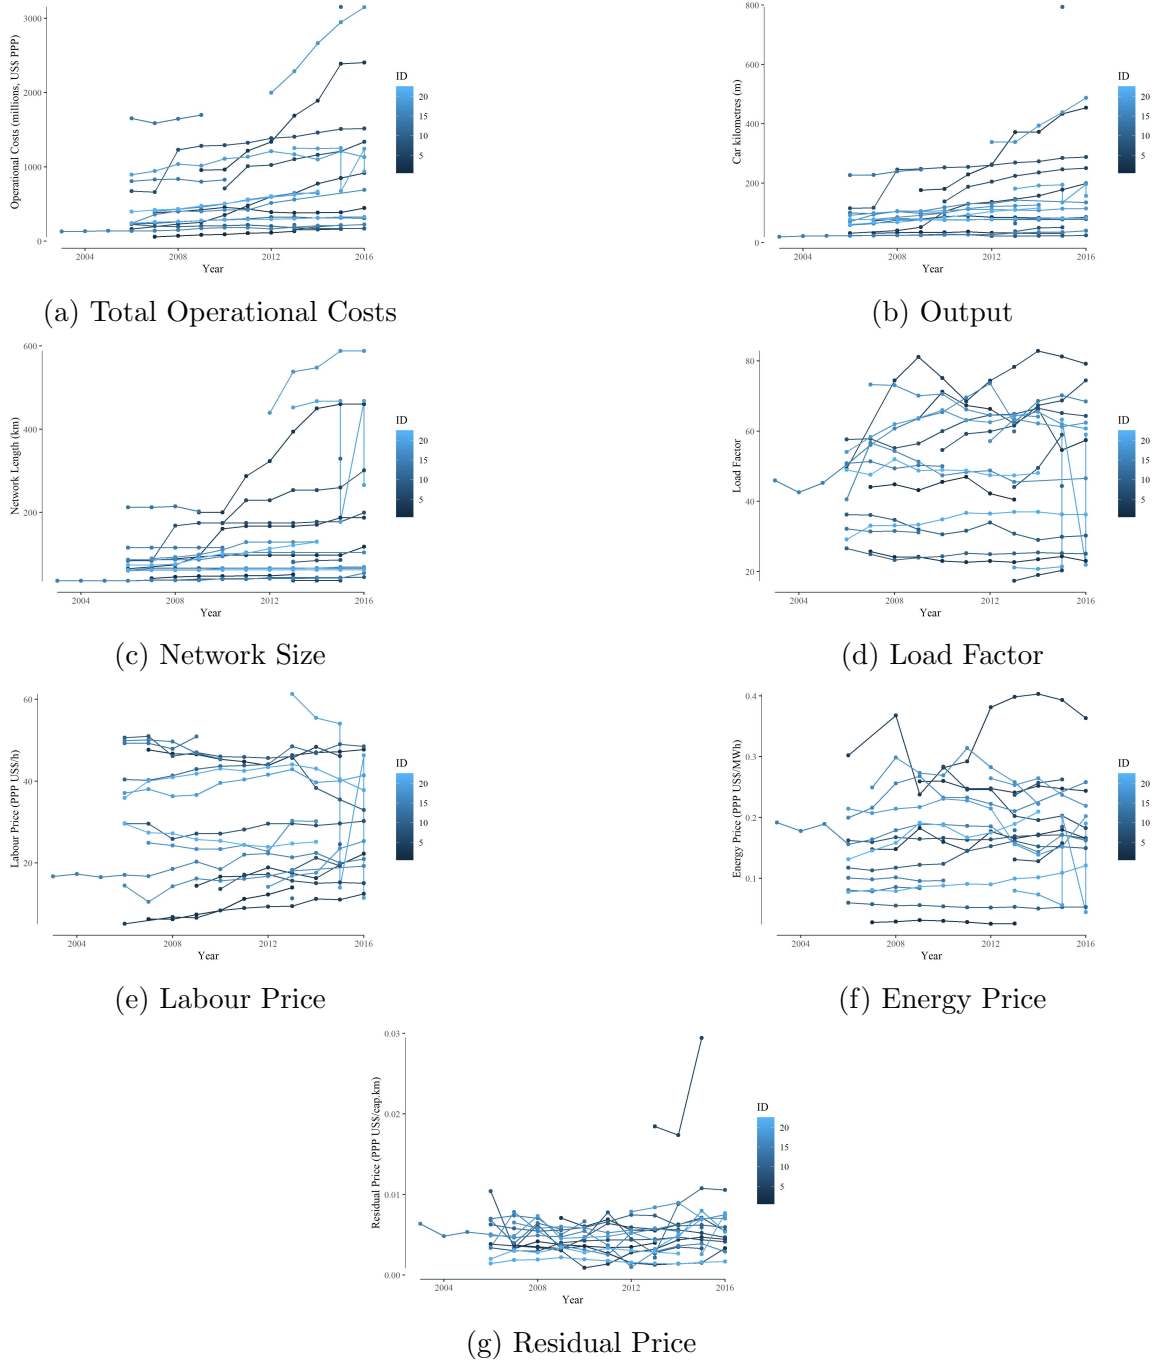 Operational Costs (millions, US$ PPP)
3000
2000
1000
0
2004
2008
2012
2016
Year
ID
20
15
10
5
(a) Total Operational Costs
Car kilometres (m)
800
600
400
200
0
2004
2008
2012
2016
Year
ID
20
15
10
5
(b) Output
Network Length (km)
600
400
200
2004
2008
2012
2016
Year
ID
20
15
10
5
(c) Network Size
Load Factor
80
60
40
20
2004
2008
2012
2016
Year
ID
20
15
10
5
(d) Load Factor
Labour Price (PPP US$/h)
60
40
20
2004
2008
2012
2016
Year
ID
20
15
10
5
(e) Labour Price
Energy Price (PPP US$/MWh)
0.4
0.3
0.2
0.1
2004
2008
2012
2016
Year
ID
20
15
10
5
(f) Energy Price
Residual Price (PPP US$/cap.km)
0.03
0.02
0.01
0.00
2004
2008
2012
2016
Year
ID
20
15
10
5
(g) Residual Price